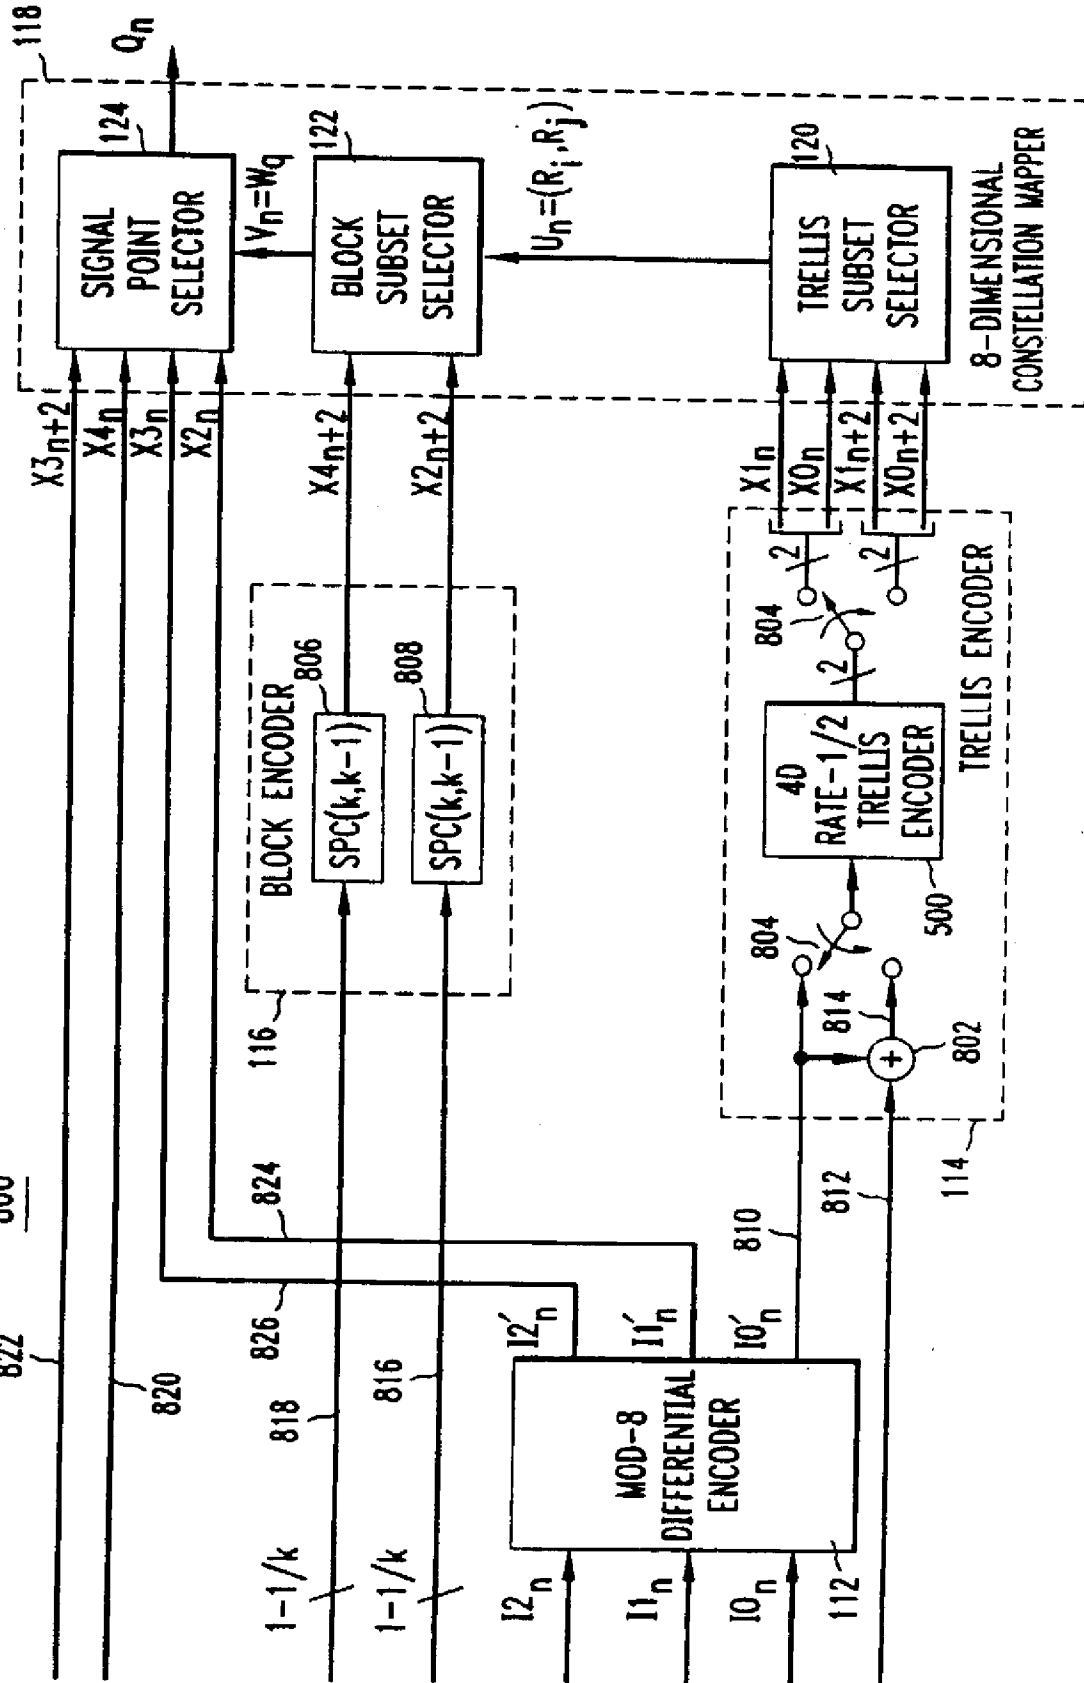 800
822
820
826
824
818
816
1-1/k
1-1/k
I2n
I1n
I0n
MOD-8
DIFFERENTIAL
ENCODER
112
I2'n
I1'n
I0'n
810
812
116
BLOCK ENCODER
SPC(k,k-1)
806
SPC(k,k-1)
808
114
802
814
804
4D
RATE-1/2
TRELLIS
ENCODER
500
2
804
2
2
TRELLIS ENCODER
X3n+2
X4n
X3n
X2n
X4n+2
X2n+2
X1n
X0n
X1n+2
X0n+2
SIGNAL
POINT
SELECTOR
124
Vn=Wq
BLOCK
SUBSET
SELECTOR
122
Un=(Ri,Rj)
TRELLIS
SUBSET
SELECTOR
120
8-DIMENSIONAL
CONSTELLATION MAPPER
118
Qn